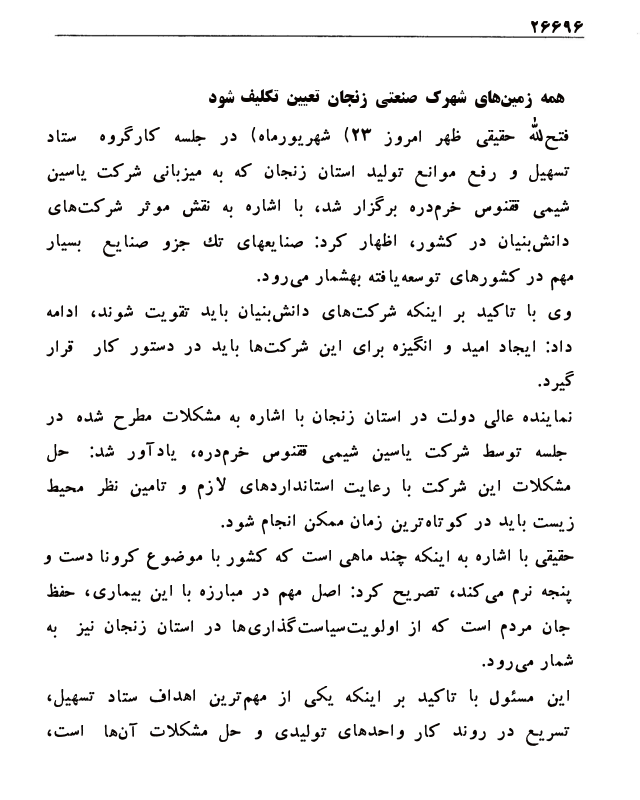 ۲۶۶۹۶
همه زمین‌های شهرک صنعتی زنجان تعیین تکلیف شود
فتح‌الله حقیقی ظهر امروز ۲۳) شهریورماه) در جلسه کارگروه ستاد
تسهیل و رفع موانع تولید استان زنجان که به میزبانی شرکت یاسین
شیمی ققنوس خرم‌دره برگزار شد، با اشاره به نقش موثر شرکت‌های
دانش‌بنیان در کشور، اظهار کرد: صنایعهای تك جزو صنایع بسیار
مهم در کشورهای توسعه‌یافته بهشمار می‌رود.
وی با تاکید بر اینکه شرکت‌های دانش‌بنیان باید تقویت شوند، ادامه
داد: ایجاد امید و انگیزه برای این شرکت‌ها باید در دستور کار قرار
گیرد.
نماینده عالی دولت در استان زنجان با اشاره به مشکلات مطرح شده در
جلسه توسط شرکت یاسین شیمی ققنوس خرم‌دره، یادآور شد: حل
مشکلات این شرکت با رعایت استانداردهای لازم و تامین نظر محیط
زیست باید در کوتاه‌ترین زمان ممکن انجام شود.
حقیقی با اشاره به اینکه چند ماهی است که کشور با موضوع کرونا دست و
پنجه نرم می‌کند، تصریح کرد: اصل مهم در مبارزه با این بیماری، حفظ
جان مردم است که از اولویت‌سیاست‌گذاری‌ها در استان زنجان نیز به
شمار می‌رود.
این مسئول با تاکید بر اینکه یکی از مهم‌ترین اهداف ستاد تسهیل،
تسریع در روند کار واحدهای تولیدی و حل مشکلات آن‌ها است،